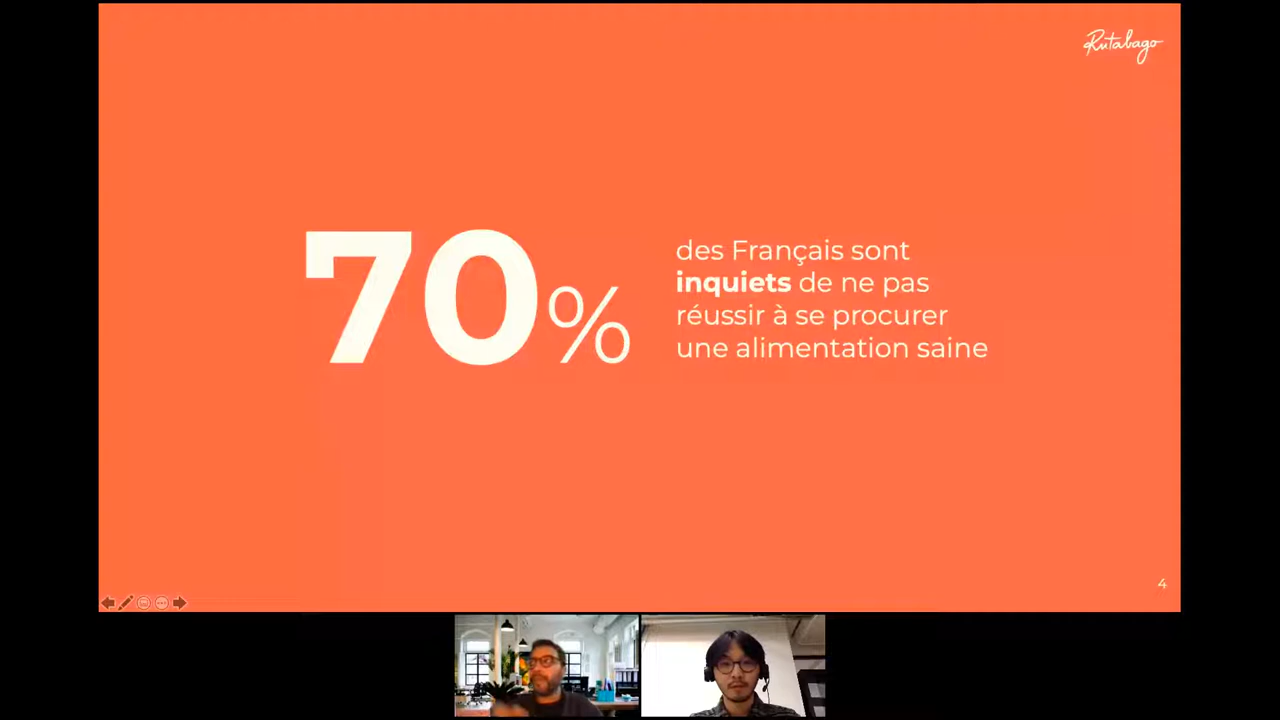 Rutabago
70%
des Français sont
inquiets de ne pas
réussir à se procurer
une alimentation saine
4